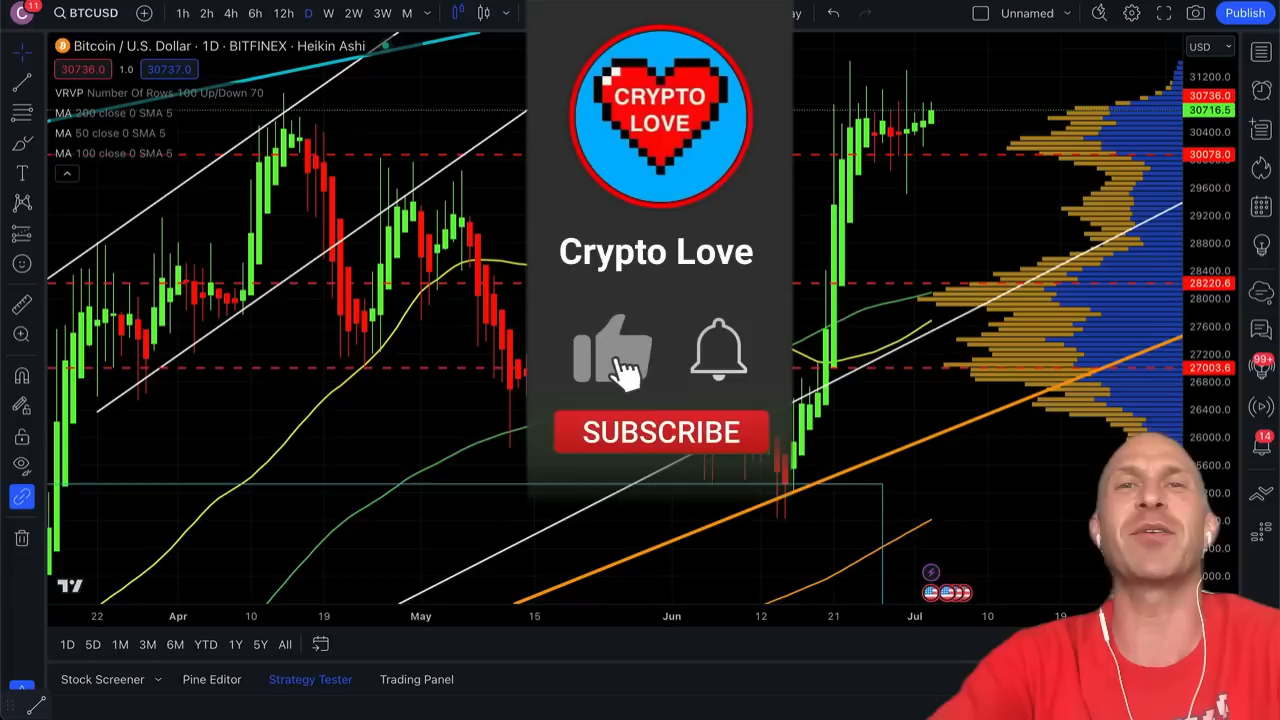 C
11
BTCUSD
1h 2h 4h 6h 12h D W 2W 3W M
Unnamed
Publish
Bitcoin / U.S. Dollar · 1D · BITFINEX · Heikin Ashi
USD
30736.0 1.0 30737.0
VRVP Number Of Rows 100 Up/Down 70
MA 200 close 0 SMA 5
MA 50 close 0 SMA 5
MA 100 close 0 SMA 5
CRYPTO
LOVE
Crypto Love
SUBSCRIBE
31200.0
30736.0
30716.5
30400.0
30078.0
29600.0
29200.0
28800.0
28400.0
28220.6
28000.0
27600.0
27200.0
27003.6
26800.0
26400.0
26000.0
99+
14
22 Apr 10 19 May 15 Jun 12 21 Jul 10 19
1D 5D 1M 3M 6M YTD 1Y 5Y All
Stock Screener Pine Editor Strategy Tester Trading Panel